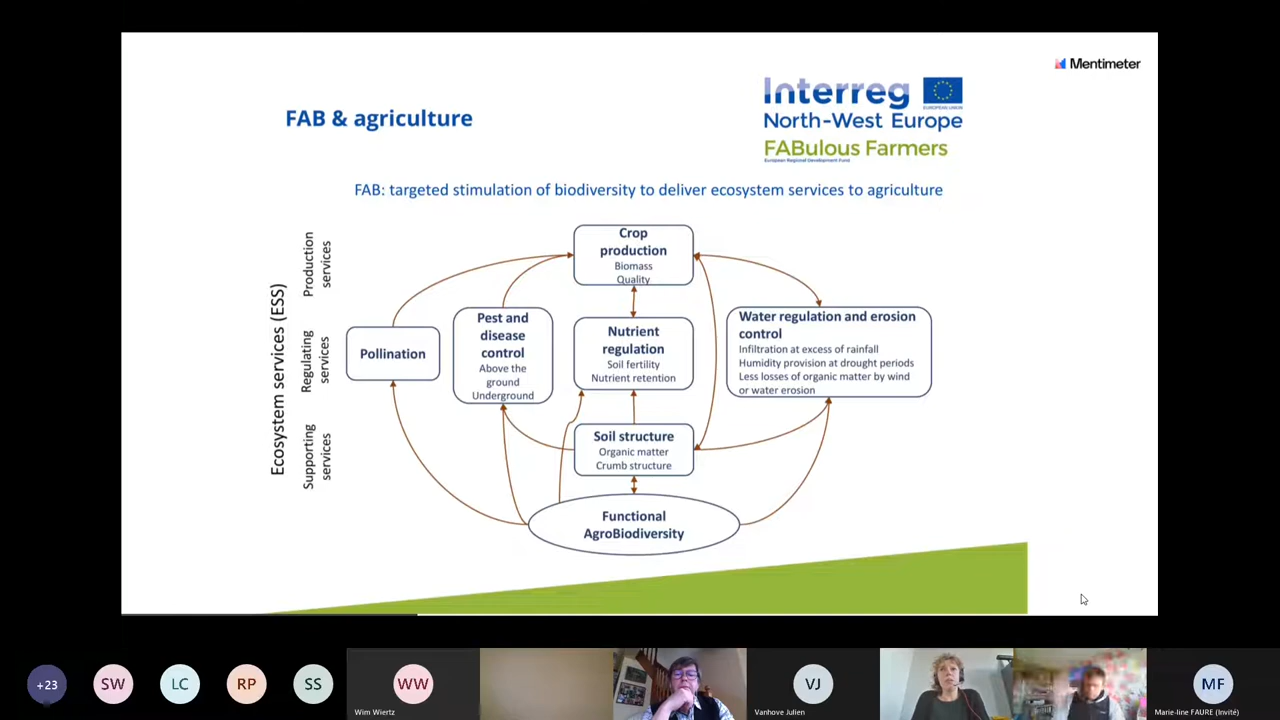 Mentimeter
Interreg
EUROPEAN UNION
North-West Europe
FABulous Farmers
European Regional Development Fund
FAB & agriculture
FAB: targeted stimulation of biodiversity to deliver ecosystem services to agriculture
Ecosystem services (ESS)
Production
services
Regulating
services
Supporting
services
Crop
production
Biomass
Quality
Pollination
Pest and
disease
control
Above the
ground
Underground
Nutrient
regulation
Soil fertility
Nutrient retention
Water regulation and erosion
control
Infiltration at excess of rainfall
Humidity provision at drought periods
Less losses of organic matter by wind
or water erosion
Soil structure
Organic matter
Crumb structure
Functional
AgroBiodiversity
+23
SW
LC
RP
SS
WW
Wim Wiertz
VJ
Vanhove Julien
MF
Marie-line FAURE (Invité)